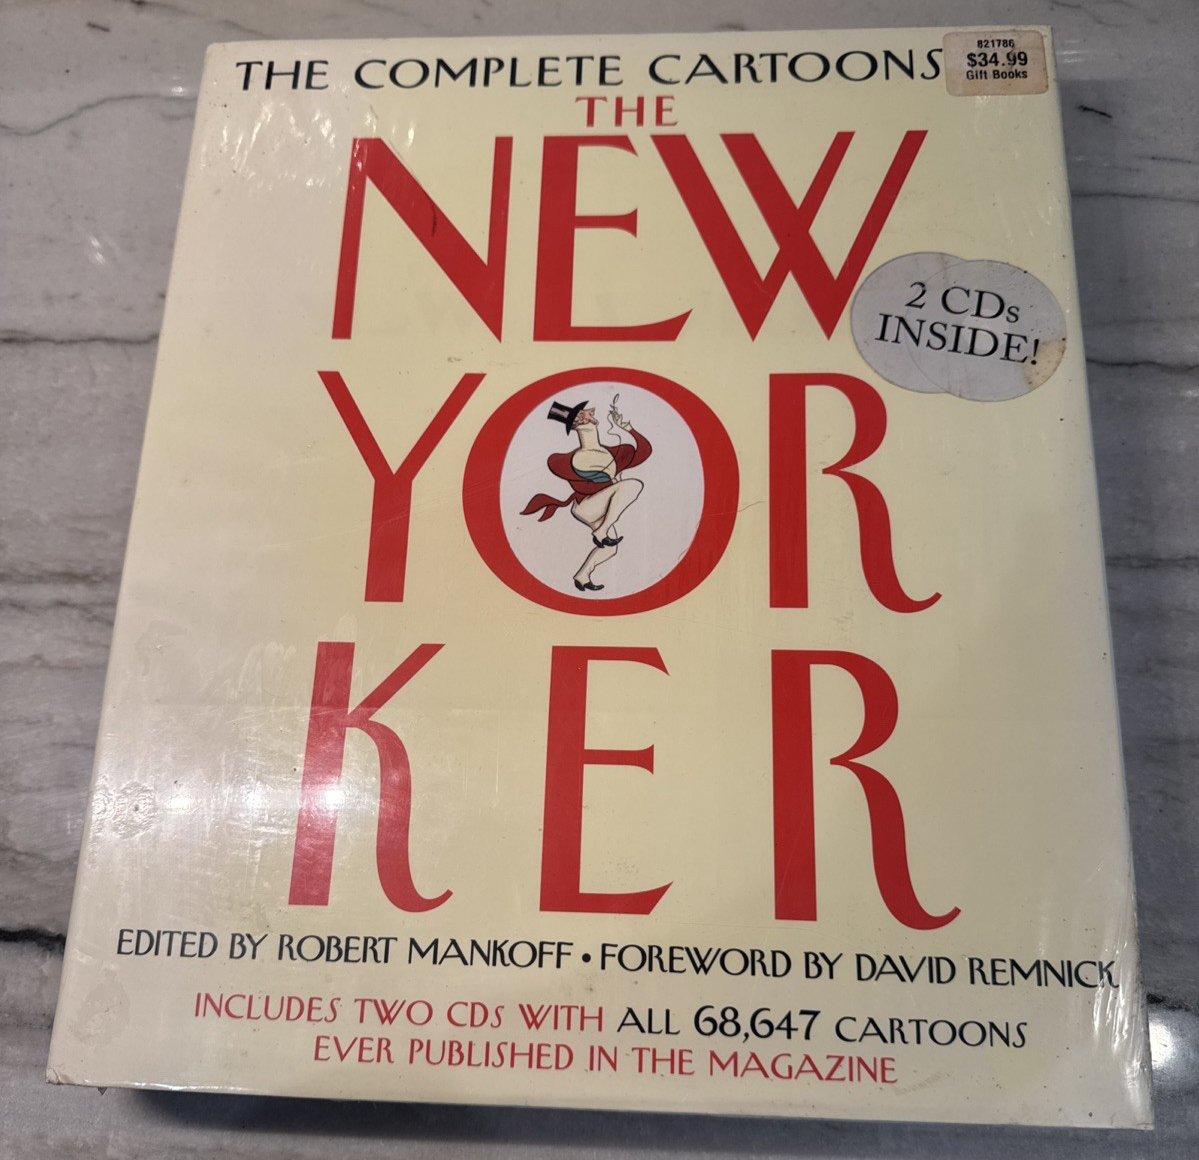 THE COMPLETE CARTOONS
821786
$34.99
Gift Books
THE
NEW
YOR
KER
2 CDs
INSIDE!
EDITED BY ROBERT MANKOFF • FOREWORD BY DAVID REMNICK
INCLUDES TWO CDs WITH ALL 68,647 CARTOONS
EVER PUBLISHED IN THE MAGAZINE